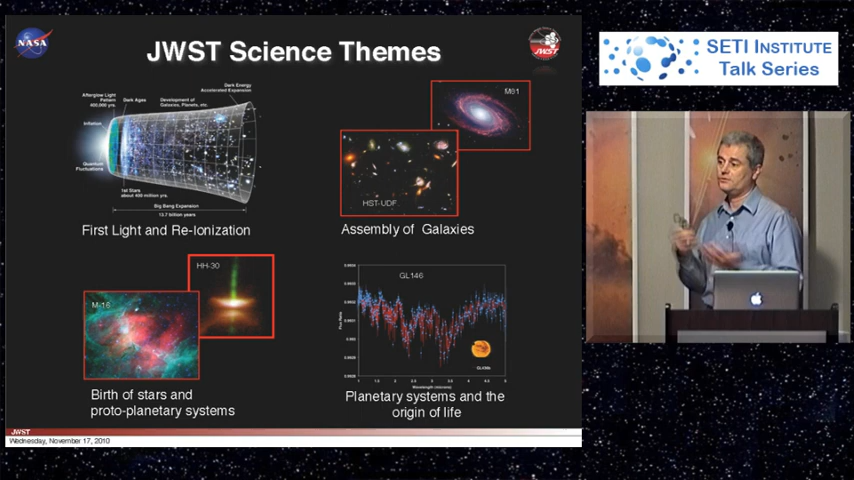 NASA
JWST Science Themes
JWST
SETI INSTITUTE
Talk Series
Dark Energy
Accelerated Expansion
Afterglow Light
Pattern
400,000 yrs.
Dark Ages
Development of
Galaxies, Planets, etc.
Inflation
Quantum
Fluctuations
1st Stars
about 400 million yrs.
Big Bang Expansion
13.7 billion years
First Light and Re-Ionization
M81
HST-UDF
Assembly of Galaxies
HH-30
M-16
Birth of stars and
proto-planetary systems
GL146
Wavelength (microns)
Planetary systems and the
origin of life
JWST
Wednesday, November 17, 2010